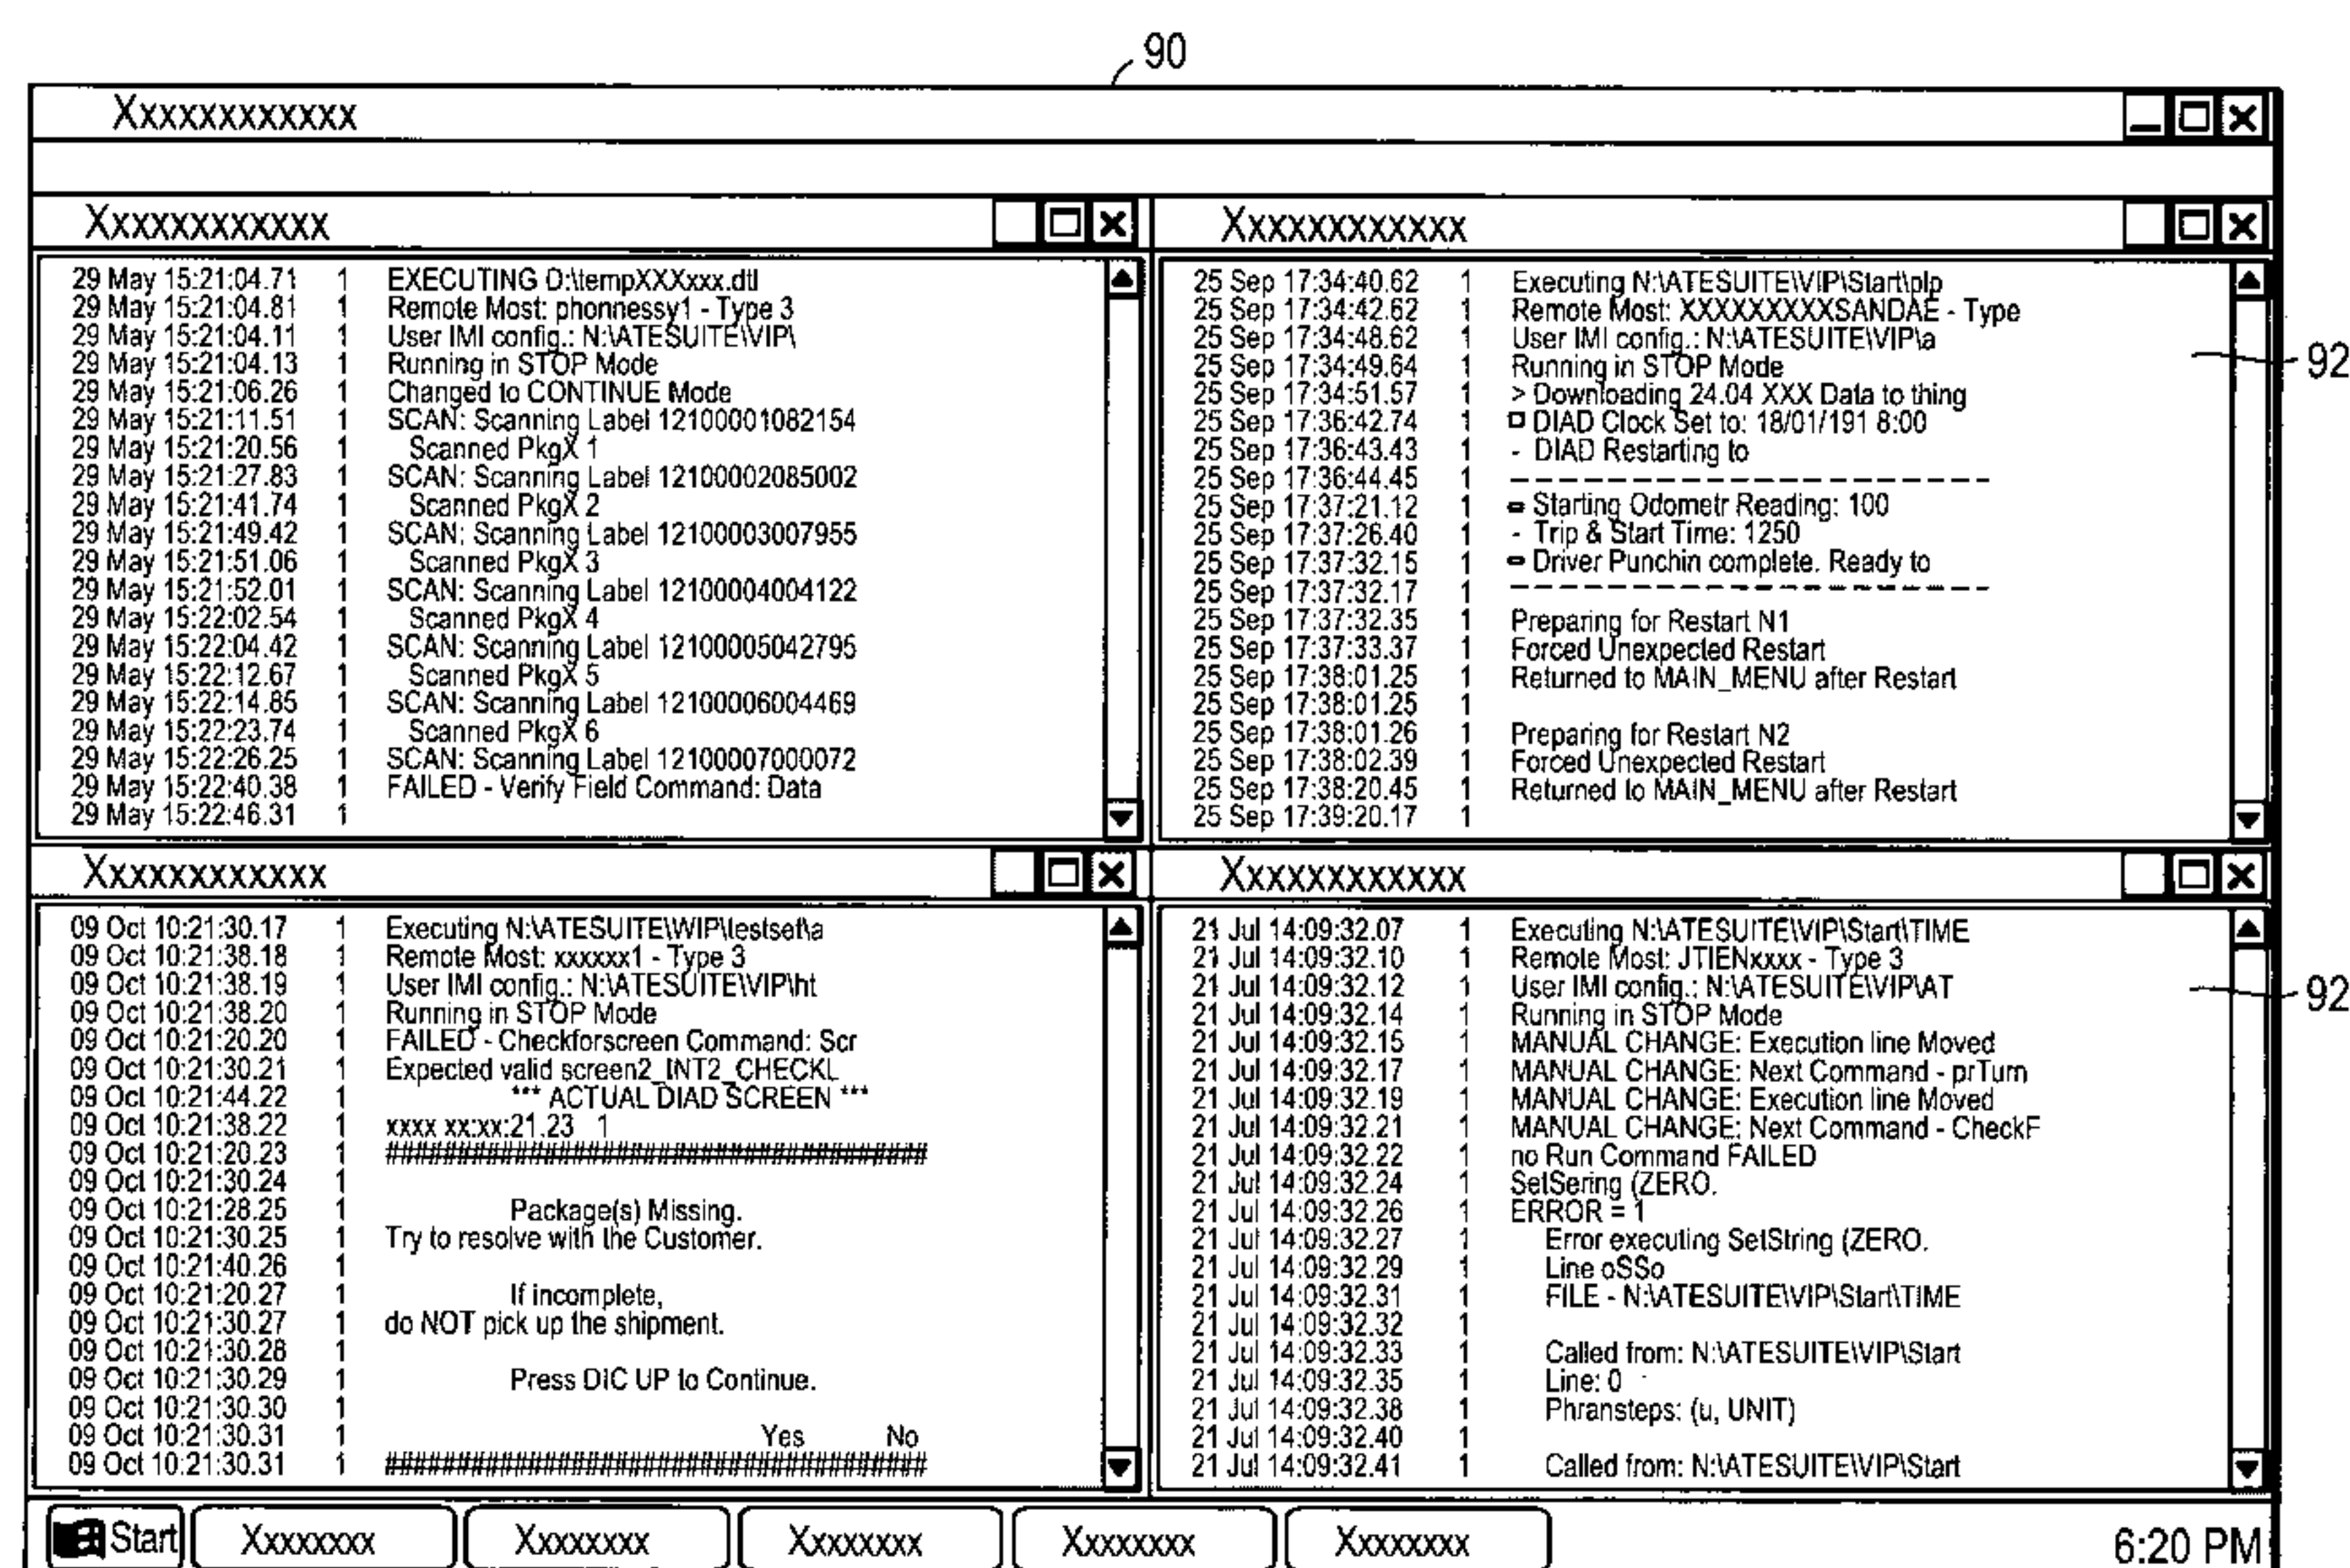 90
Xxxxxxxxxxxx
Xxxxxxxxxxxx
29 May 15:21:04.71 1 EXECUTING O:\tempXXXxxx.dtl
29 May 15:21:04.81 1 Remote Most: phonnessy1 - Type 3
29 May 15:21:04.11 1 User IMI config.: N:\ATESUITE\VIP\
29 May 15:21:04.13 1 Running in STOP Mode
29 May 15:21:06.26 1 Changed to CONTINUE Mode
29 May 15:21:11.51 1 SCAN: Scanning Label 12100001082154
29 May 15:21:20.56 1 Scanned PkgX 1
29 May 15:21:27.83 1 SCAN: Scanning Label 12100002085002
29 May 15:21:41.74 1 Scanned PkgX 2
29 May 15:21:49.42 1 SCAN: Scanning Label 12100003007955
29 May 15:21:51.06 1 Scanned PkgX 3
29 May 15:21:52.01 1 SCAN: Scanning Label 12100004004122
29 May 15:22:02.54 1 Scanned PkgX 4
29 May 15:22:04.42 1 SCAN: Scanning Label 12100005042795
29 May 15:22:12.67 1 Scanned PkgX 5
29 May 15:22:14.85 1 SCAN: Scanning Label 12100006004469
29 May 15:22:23.74 1 Scanned PkgX 6
29 May 15:22:26.25 1 SCAN: Scanning Label 12100007000072
29 May 15:22:40.38 1 FAILED - Verify Field Command: Data
29 May 15:22:46.31 1
Xxxxxxxxxxxx
25 Sep 17:34:40.62 1 Executing N:\ATESUITE\VIP\Start\plp
25 Sep 17:34:42.62 1 Remote Most: XXXXXXXXXSANDAE - Type
25 Sep 17:34:48.62 1 User IMI config.: N:\ATESUITE\VIP\a
25 Sep 17:34:49.64 1 Running in STOP Mode
25 Sep 17:34:51.57 1 > Downloading 24.04 XXX Data to thing
25 Sep 17:36:42.74 1 DIAD Clock Set to: 18/01/191 8:00
25 Sep 17:36:43.43 1 - DIAD Restarting to
25 Sep 17:36:44.45 1 - - - - - - - - - - - - - - - - - - - - -
25 Sep 17:37:21.12 1 Starting Odometr Reading: 100
25 Sep 17:37:26.40 1 - Trip & Start Time: 1250
25 Sep 17:37:32.15 1 Driver Punchin complete. Ready to
25 Sep 17:37:32.17 1 - - - - - - - - - - - - - - - - - - - - -
25 Sep 17:37:32.35 1 Preparing for Restart N1
25 Sep 17:37:33.37 1 Forced Unexpected Restart
25 Sep 17:38:01.25 1 Returned to MAIN_MENU after Restart
25 Sep 17:38:01.25 1
25 Sep 17:38:01.26 1 Preparing for Restart N2
25 Sep 17:38:02.39 1 Forced Unexpected Restart
25 Sep 17:38:20.45 1 Returned to MAIN_MENU after Restart
25 Sep 17:39:20.17 1
92
Xxxxxxxxxxxx
09 Oct 10:21:30.17 1 Executing N:\ATESUITE\WIP\testset\a
09 Oct 10:21:38.18 1 Remote Most: xxxxxx1 - Type 3
09 Oct 10:21:38.19 1 User IMI config.: N:\ATESUITE\VIP\ht
09 Oct 10:21:38.20 1 Running in STOP Mode
09 Oct 10:21:20.20 1 FAILED - Checkforscreen Command: Scr
09 Oct 10:21:30.21 1 Expected valid screen2_INT2_CHECKL
09 Oct 10:21:44.22 1 *** ACTUAL DIAD SCREEN ***
09 Oct 10:21:38.22 1 xxxx xx:xx:21.23 1
09 Oct 10:21:20.23 1 ######################################
09 Oct 10:21:30.24 1
09 Oct 10:21:28.25 1 Package(s) Missing.
09 Oct 10:21:30.25 1 Try to resolve with the Customer.
09 Oct 10:21:40.26 1
09 Oct 10:21:20.27 1 If incomplete,
09 Oct 10:21:30.27 1 do NOT pick up the shipment.
09 Oct 10:21:30.28 1
09 Oct 10:21:30.29 1 Press DIC UP to Continue.
09 Oct 10:21:30.30 1
09 Oct 10:21:30.31 1 Yes No
09 Oct 10:21:30.31 1 ######################################
Xxxxxxxxxxxx
21 Jul 14:09:32.07 1 Executing N:\ATESUITE\VIP\Start\TIME
21 Jul 14:09:32.10 1 Remote Most: JTIENxxxx - Type 3
21 Jul 14:09:32.12 1 User IMI config.: N:\ATESUITE\VIP\AT
21 Jul 14:09:32.14 1 Running in STOP Mode
21 Jul 14:09:32.15 1 MANUAL CHANGE: Execution line Moved
21 Jul 14:09:32.17 1 MANUAL CHANGE: Next Command - prTurn
21 Jul 14:09:32.19 1 MANUAL CHANGE: Execution line Moved
21 Jul 14:09:32.21 1 MANUAL CHANGE: Next Command - CheckF
21 Jul 14:09:32.22 1 no Run Command FAILED
21 Jul 14:09:32.24 1 SetSering (ZERO.
21 Jul 14:09:32.26 1 ERROR = 1
21 Jul 14:09:32.27 1 Error executing SetString (ZERO.
21 Jul 14:09:32.29 1 Line oSSo
21 Jul 14:09:32.31 1 FILE - N:\ATESUITE\VIP\Start\TIME
21 Jul 14:09:32.32 1
21 Jul 14:09:32.33 1 Called from: N:\ATESUITE\VIP\Start
21 Jul 14:09:32.35 1 Line: 0
21 Jul 14:09:32.38 1 Phransteps: (u, UNIT)
21 Jul 14:09:32.40 1
21 Jul 14:09:32.41 1 Called from: N:\ATESUITE\VIP\Start
92
Start Xxxxxxxx Xxxxxxxx Xxxxxxxx Xxxxxxxx Xxxxxxxx 6:20 PM